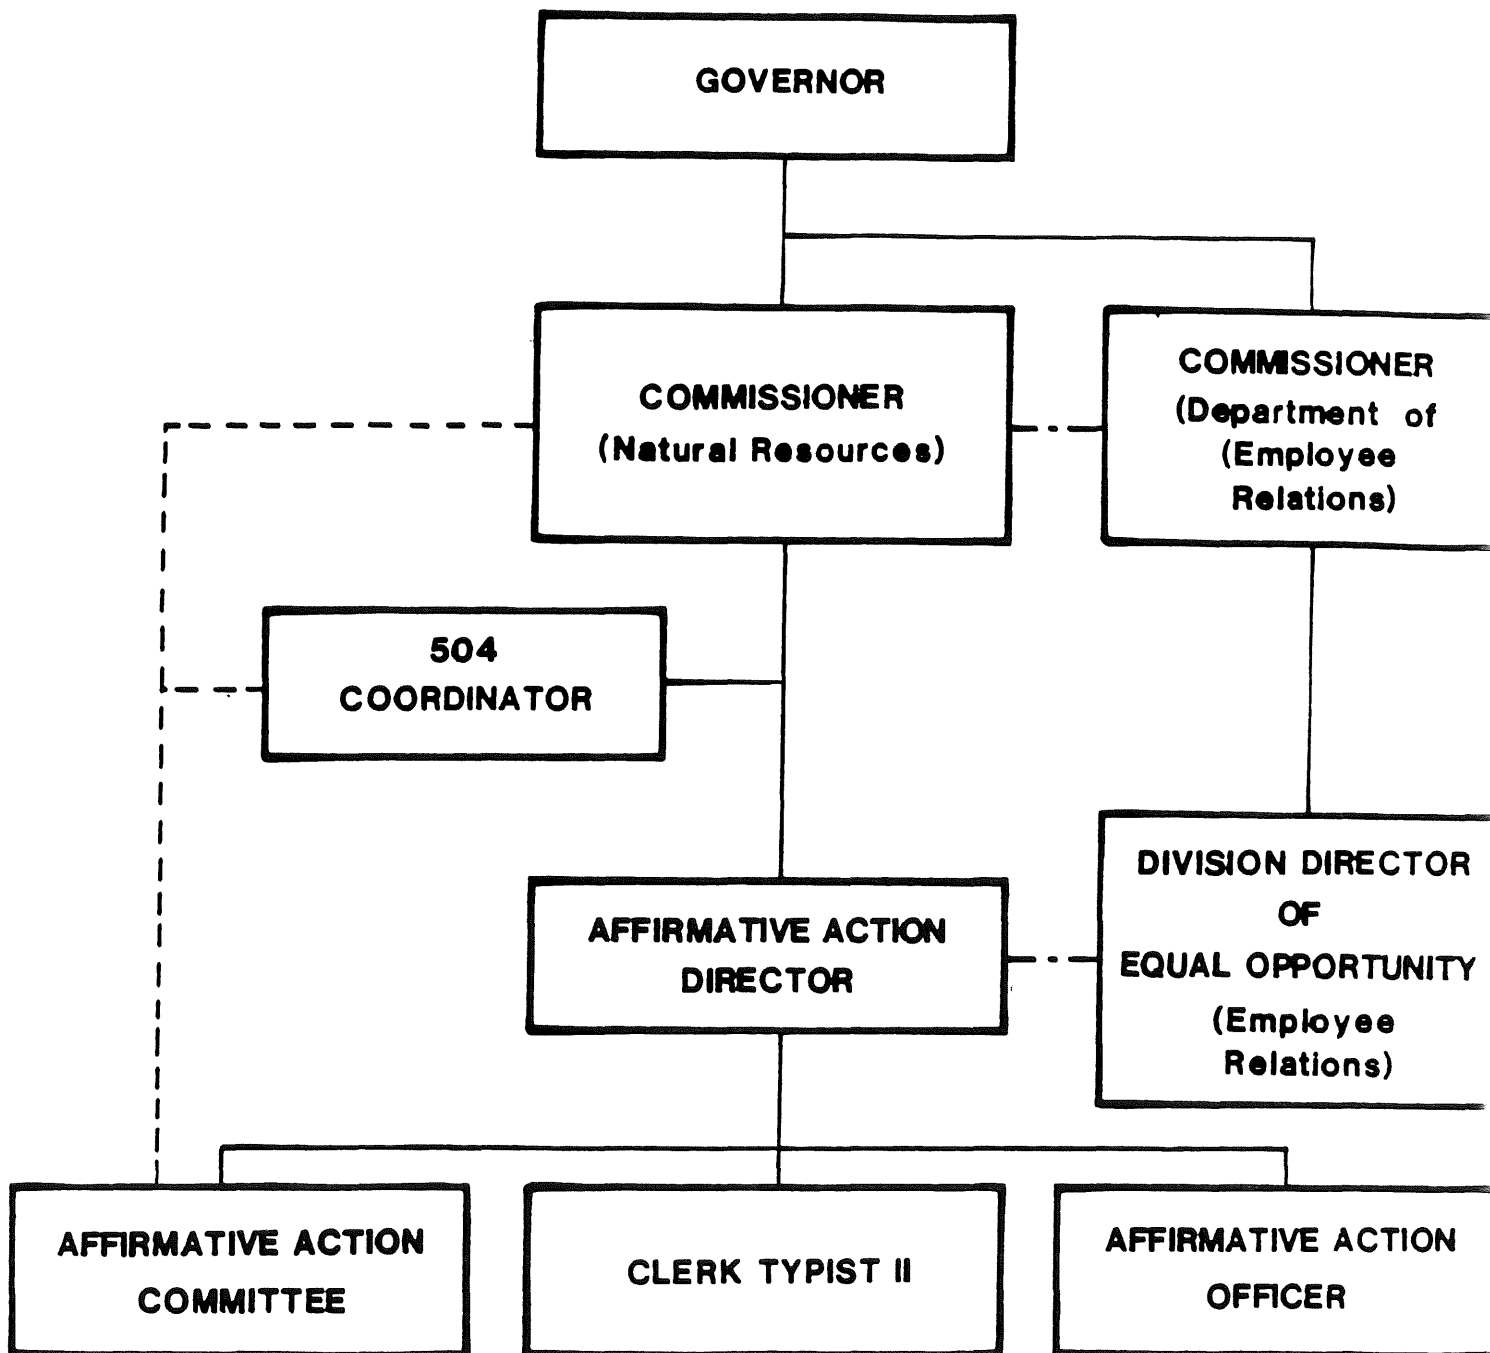 GOVERNOR
COMMISSIONER
(Natural Resources)
COMMISSIONER
(Department of
(Employee
Relations)
504
COORDINATOR
AFFIRMATIVE ACTION
DIRECTOR
DIVISION DIRECTOR
OF
EQUAL OPPORTUNITY
(Employee
Relations)
AFFIRMATIVE ACTION
COMMITTEE
CLERK TYPIST II
AFFIRMATIVE ACTION
OFFICER